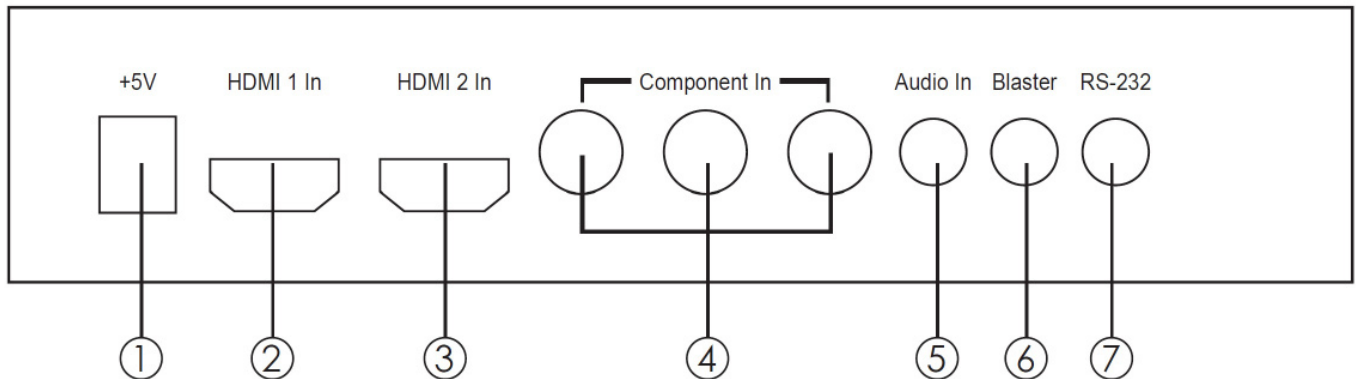 +5V HDMI 1 In HDMI 2 In Component In Audio In Blaster RS-232
1 2 3 4 5 6 7